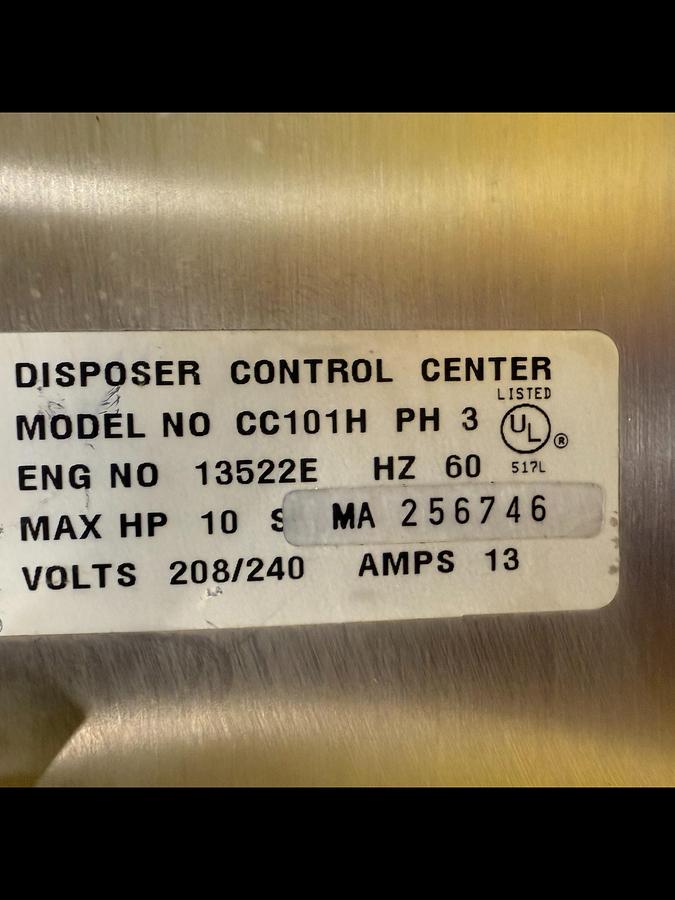 DISPOSER CONTROL CENTER
LISTED
MODEL NO CC101H PH 3
UL ®
ENG NO 13522E HZ 60
517L
MAX HP 10 S MA 256746
VOLTS 208/240 AMPS 13